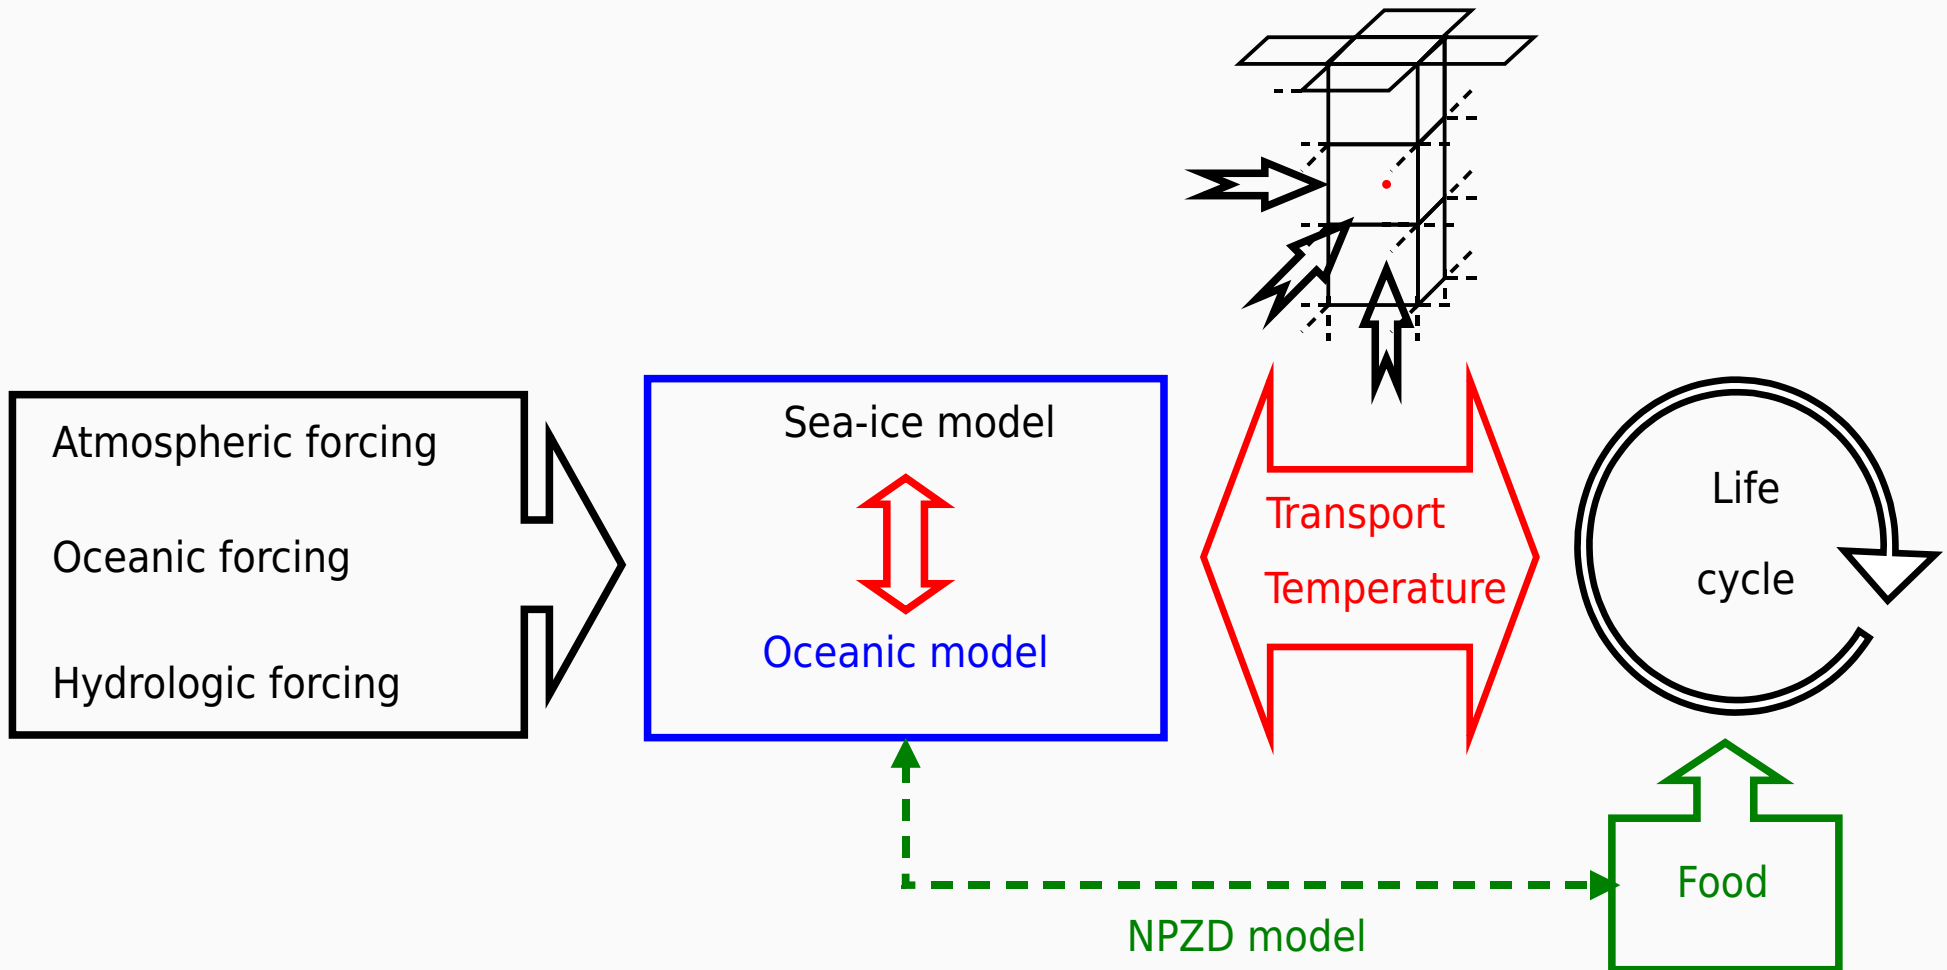 Atmospheric forcing
Oceanic forcing
Hydrologic forcing
Sea-ice model
Oceanic model
Transport
Temperature
Life
cycle
Food
NPZD model